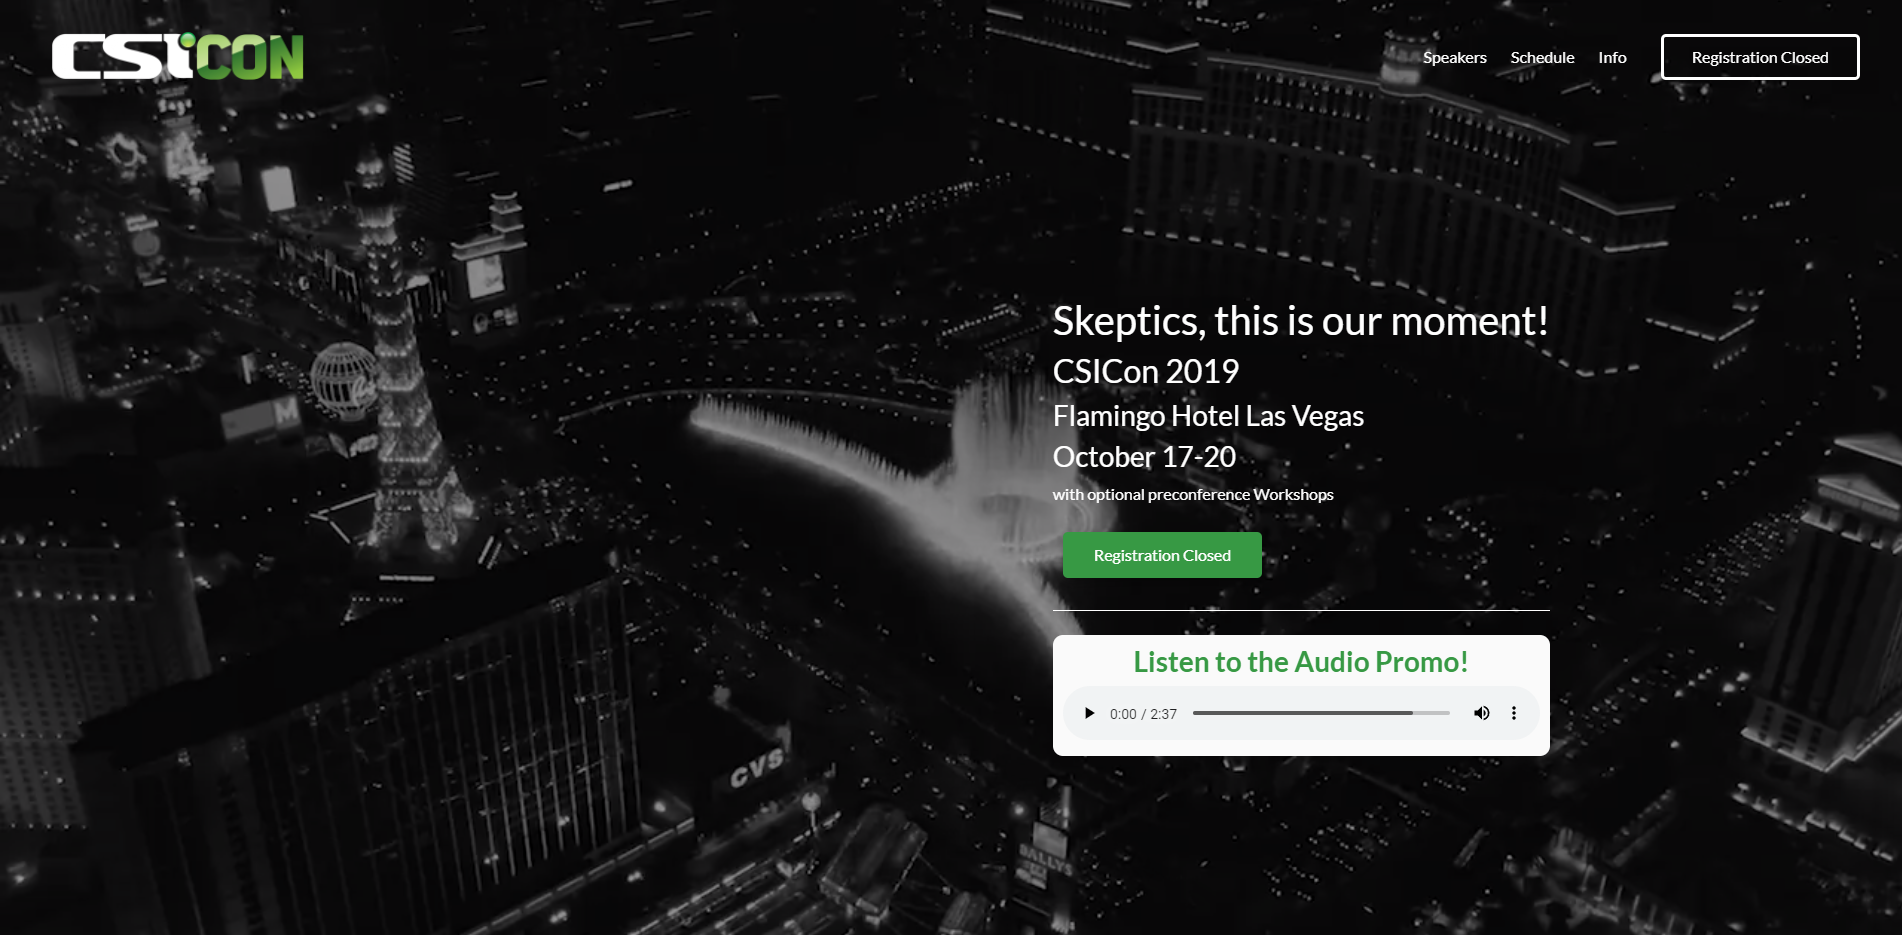 CSICON
Speakers
Schedule
Info
Registration Closed
Skeptics, this is our moment!
CSICon 2019
Flamingo Hotel Las Vegas
October 17-20
with optional preconference Workshops
Registration Closed
Listen to the Audio Promo!
0:00 / 2:37
M
CVS
BALLYS